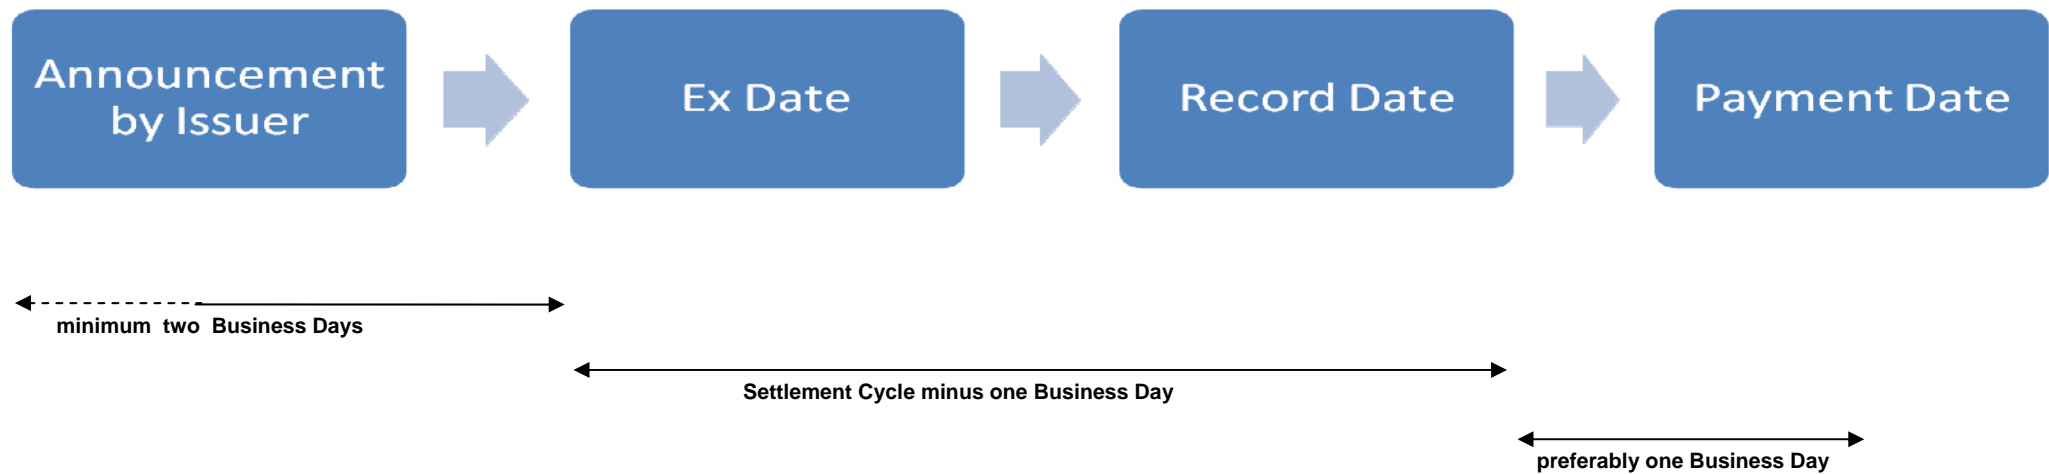 Announcement
by Issuer
Ex Date
Record Date
Payment Date
minimum two Business Days
Settlement Cycle minus one Business Day
preferably one Business Day